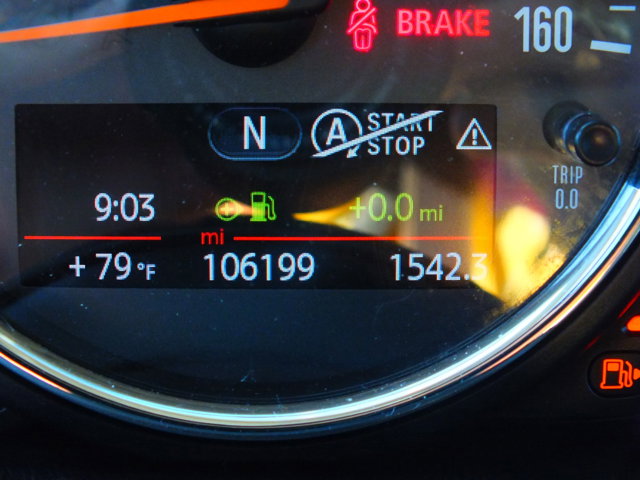 BRAKE 160
N A START STOP
TRIP
0.0
9:03 +0.0 mi
mi
+79 °F 106199 1542.3